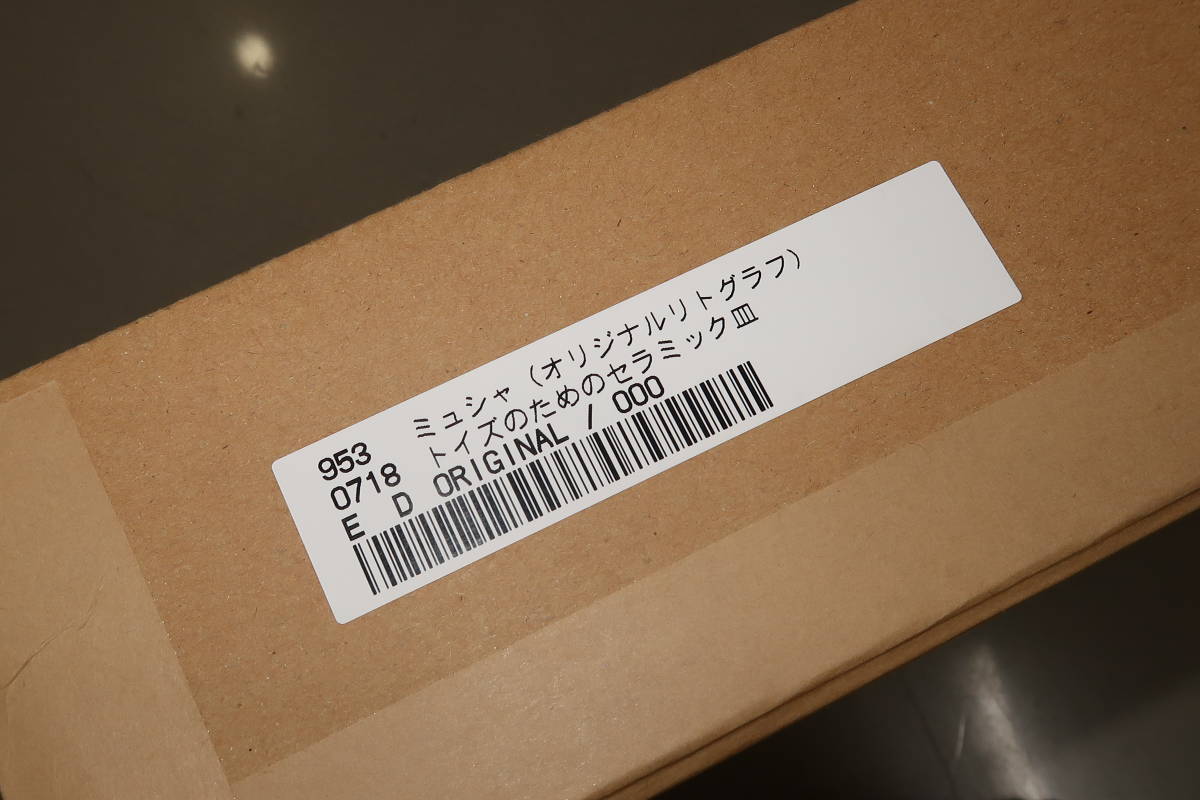 953 ミュシャ（オリジナルリトグラフ）
0718 トイズのためのセラミック皿
E D ORIGINAL / 000